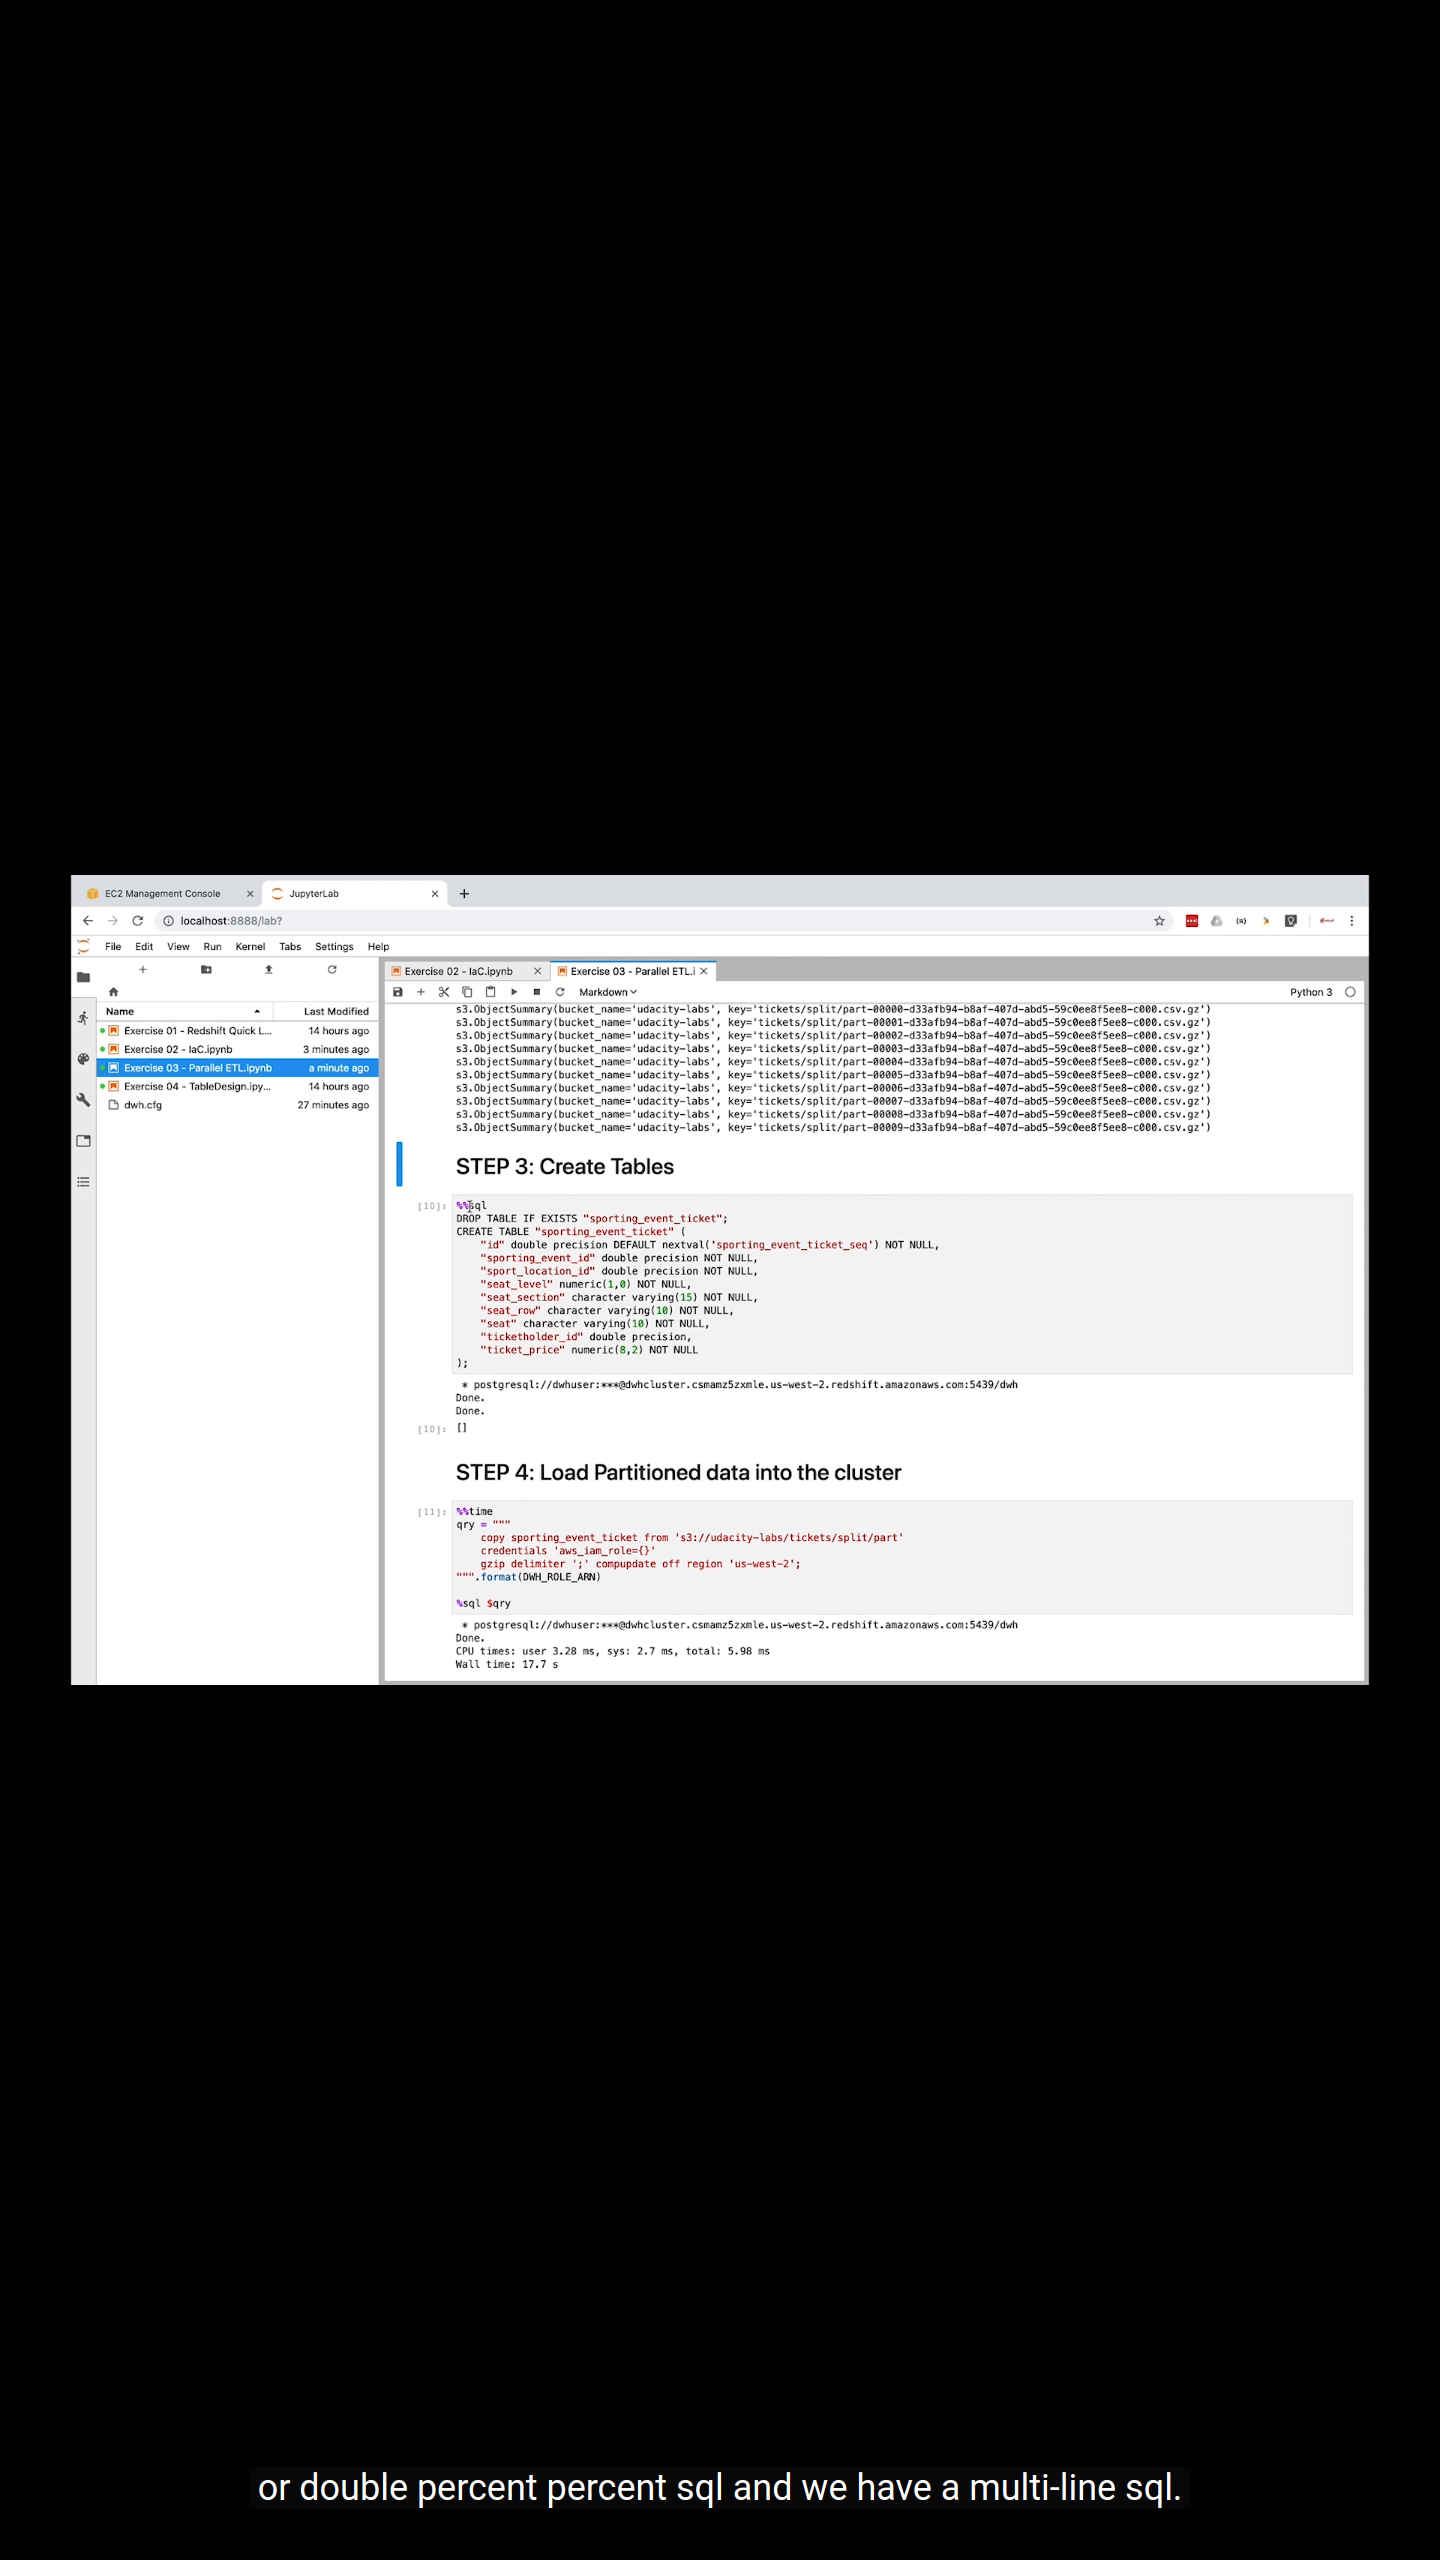 EC2 Management Console
JupyterLab
localhost:8888/lab?
File Edit View Run Kernel Tabs Settings Help
Name Last Modified
Exercise 01 - Redshift Quick L... 14 hours ago
Exercise 02 - IaC.ipynb 3 minutes ago
Exercise 03 - Parallel ETL.ipynb a minute ago
Exercise 04 - TableDesign.ipy... 14 hours ago
dwh.cfg 27 minutes ago
Exercise 02 - IaC.ipynb
Exercise 03 - Parallel ETL.i
Markdown
Python 3
s3.ObjectSummary(bucket_name='udacity-labs', key='tickets/split/part-00000-d33afb94-b8af-407d-abd5-59c0ee8f5ee8-c000.csv.gz')
s3.ObjectSummary(bucket_name='udacity-labs', key='tickets/split/part-00001-d33afb94-b8af-407d-abd5-59c0ee8f5ee8-c000.csv.gz')
s3.ObjectSummary(bucket_name='udacity-labs', key='tickets/split/part-00002-d33afb94-b8af-407d-abd5-59c0ee8f5ee8-c000.csv.gz')
s3.ObjectSummary(bucket_name='udacity-labs', key='tickets/split/part-00003-d33afb94-b8af-407d-abd5-59c0ee8f5ee8-c000.csv.gz')
s3.ObjectSummary(bucket_name='udacity-labs', key='tickets/split/part-00004-d33afb94-b8af-407d-abd5-59c0ee8f5ee8-c000.csv.gz')
s3.ObjectSummary(bucket_name='udacity-labs', key='tickets/split/part-00005-d33afb94-b8af-407d-abd5-59c0ee8f5ee8-c000.csv.gz')
s3.ObjectSummary(bucket_name='udacity-labs', key='tickets/split/part-00006-d33afb94-b8af-407d-abd5-59c0ee8f5ee8-c000.csv.gz')
s3.ObjectSummary(bucket_name='udacity-labs', key='tickets/split/part-00007-d33afb94-b8af-407d-abd5-59c0ee8f5ee8-c000.csv.gz')
s3.ObjectSummary(bucket_name='udacity-labs', key='tickets/split/part-00008-d33afb94-b8af-407d-abd5-59c0ee8f5ee8-c000.csv.gz')
s3.ObjectSummary(bucket_name='udacity-labs', key='tickets/split/part-00009-d33afb94-b8af-407d-abd5-59c0ee8f5ee8-c000.csv.gz')
STEP 3: Create Tables
[10]: %%sql
DROP TABLE IF EXISTS "sporting_event_ticket";
CREATE TABLE "sporting_event_ticket" (
"id" double precision DEFAULT nextval('sporting_event_ticket_seq') NOT NULL,
"sporting_event_id" double precision NOT NULL,
"sport_location_id" double precision NOT NULL,
"seat_level" numeric(1,0) NOT NULL,
"seat_section" character varying(15) NOT NULL,
"seat_row" character varying(10) NOT NULL,
"seat" character varying(10) NOT NULL,
"ticketholder_id" double precision,
"ticket_price" numeric(8,2) NOT NULL
);
* postgresql://dwhuser:***@dwhcluster.csmamz5zxmle.us-west-2.redshift.amazonaws.com:5439/dwh
Done.
Done.
[10]: []
STEP 4: Load Partitioned data into the cluster
[11]: %%time
qry = """
copy sporting_event_ticket from 's3://udacity-labs/tickets/split/part'
credentials 'aws_iam_role={}'
gzip delimiter ';' compupdate off region 'us-west-2';
""".format(DWH_ROLE_ARN)
%sql $qry
* postgresql://dwhuser:***@dwhcluster.csmamz5zxmle.us-west-2.redshift.amazonaws.com:5439/dwh
Done.
CPU times: user 3.28 ms, sys: 2.7 ms, total: 5.98 ms
Wall time: 17.7 s
or double percent percent sql and we have a multi-line sql.